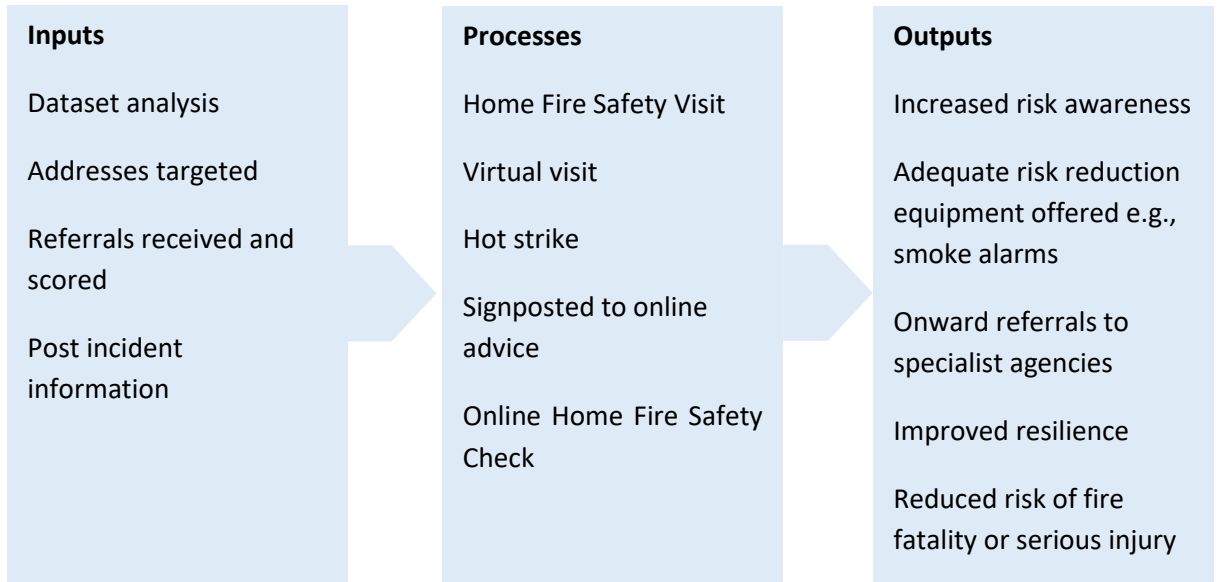 Inputs
Dataset analysis
Addresses targeted
Referrals received and
scored
Post incident
information
Processes
Home Fire Safety Visit
Virtual visit
Hot strike
Signposted to online
advice
Online Home Fire Safety
Check
Outputs
Increased risk awareness
Adequate risk reduction
equipment offered e.g.,
smoke alarms
Onward referrals to
specialist agencies
Improved resilience
Reduced risk of fire
fatality or serious injury